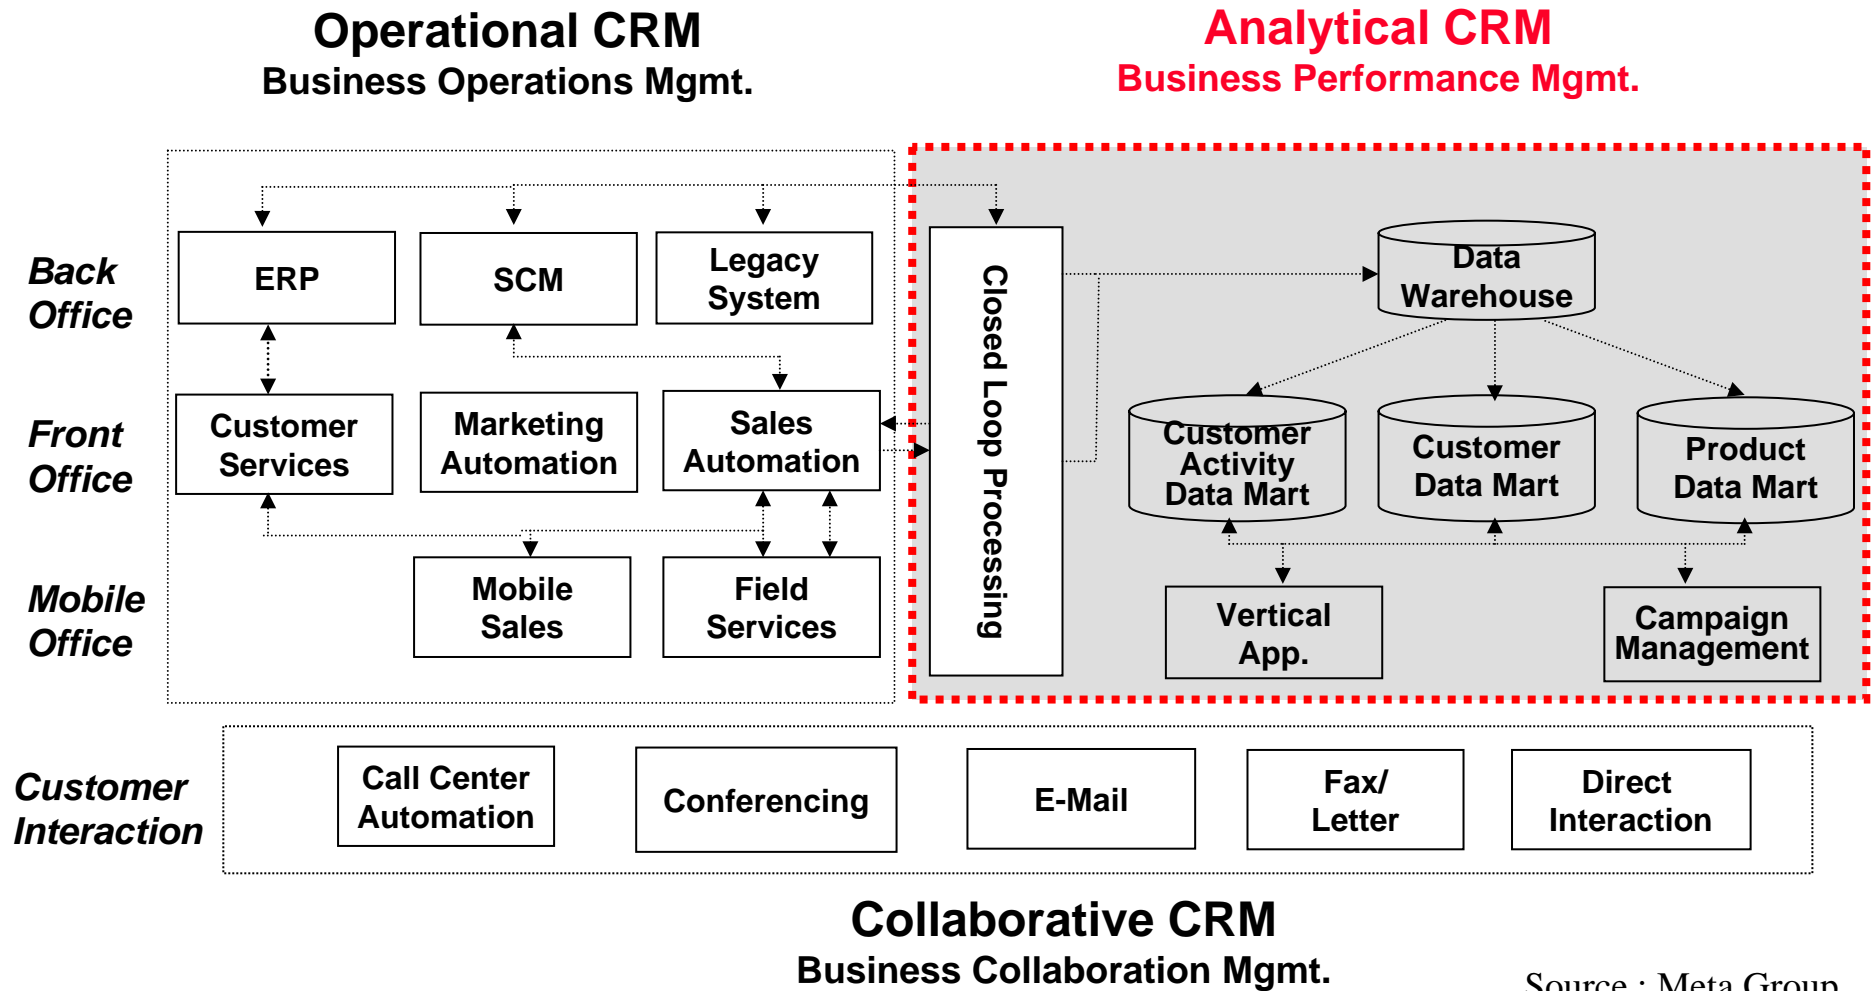 Operational CRM
Business Operations Mgmt.
Analytical CRM
Business Performance Mgmt.
Back
Office
ERP
SCM
Legacy
System
Closed Loop Processing
Data
Warehouse
Front
Office
Customer
Services
Marketing
Automation
Sales
Automation
Customer
Activity
Data Mart
Customer
Data Mart
Product
Data Mart
Mobile
Office
Mobile
Sales
Field
Services
Vertical
App.
Campaign
Management
Customer
Interaction
Call Center
Automation
Conferencing
E-Mail
Fax/
Letter
Direct
Interaction
Collaborative CRM
Business Collaboration Mgmt.
Source : Meta Group